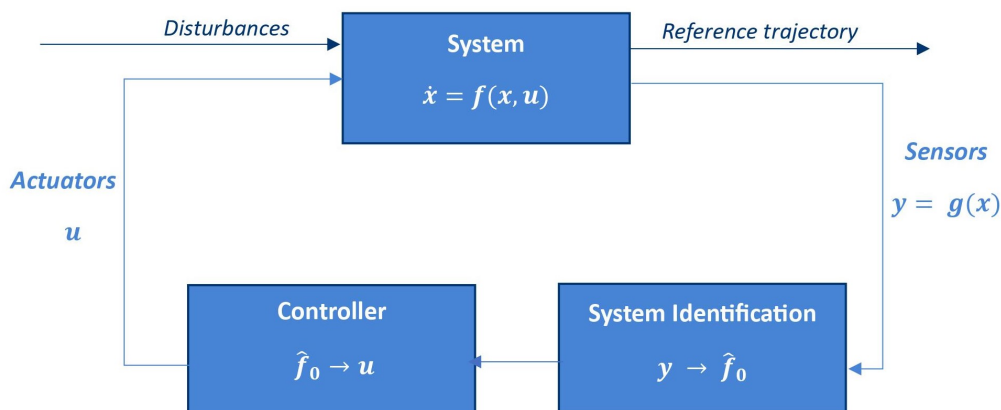 Disturbances
System
Reference trajectory
ẋ = f(x, u)
Sensors
y = g(x)
Actuators
u
Controller
f̂₀ → u
System Identification
y → f̂₀